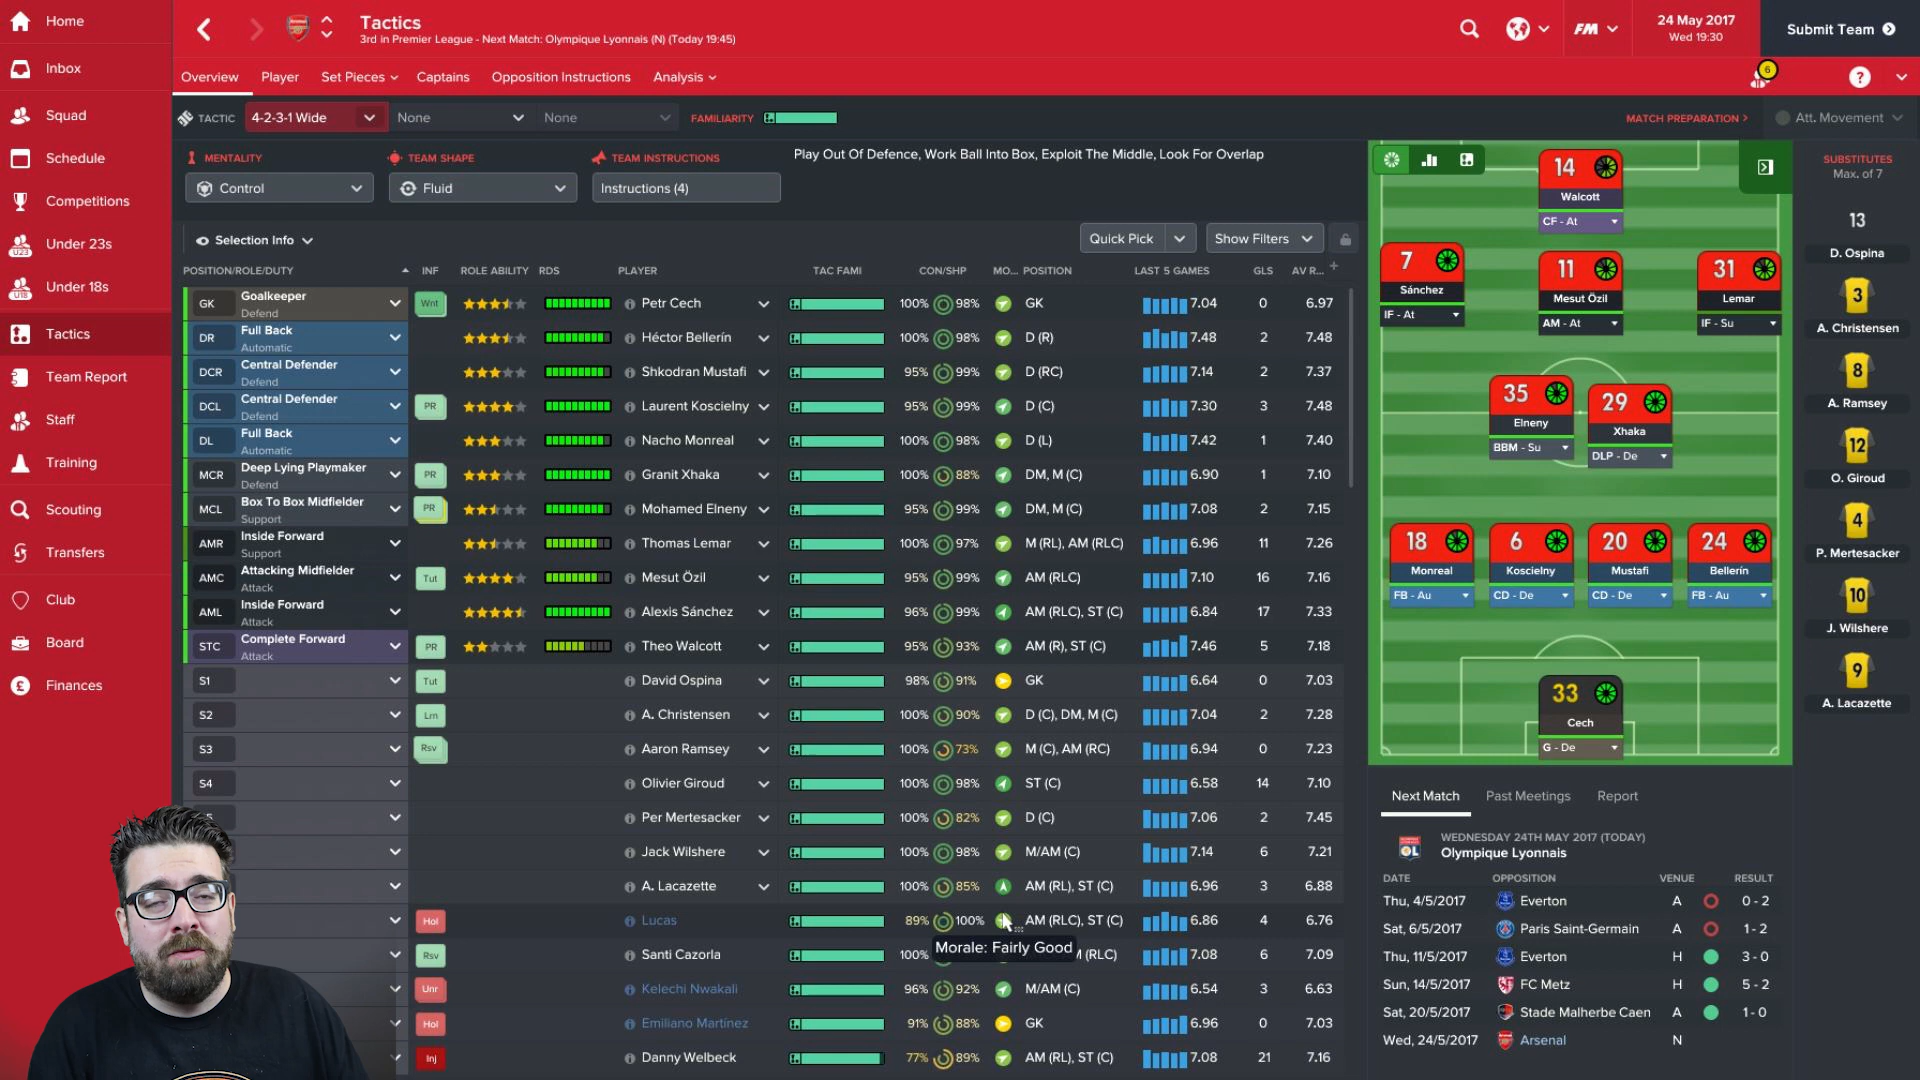 Home
Inbox
Squad
Schedule
Competitions
Under 23s
Under 18s
Tactics
Team Report
Staff
Training
Scouting
Transfers
Club
Board
Finances
Tactics
3rd in Premier League - Next Match: Olympique Lyonnais (N) (Today 19:45)
FM
24 May 2017
Wed 19:30
Submit Team
Overview Player Set Pieces Captains Opposition Instructions Analysis
6
?
TACTIC 4-2-3-1 Wide None None FAMILIARITY
MATCH PREPARATION > Att. Movement
MENTALITY TEAM SHAPE TEAM INSTRUCTIONS
Play Out Of Defence, Work Ball Into Box, Exploit The Middle, Look For Overlap
Control Fluid Instructions (4)
Selection Info Quick Pick Show Filters
POSITION/ROLE/DUTY INF ROLE ABILITY RDS PLAYER TAC FAMI CON/SHP MO... POSITION LAST 5 GAMES GLS AV R... +
GK Goalkeeper Defend Wnt Petr Cech 100% 98% GK 7.04 0 6.97
DR Full Back Automatic Héctor Bellerín 100% 98% D (R) 7.48 2 7.48
DCR Central Defender Defend Shkodran Mustafi 95% 99% D (RC) 7.14 2 7.37
DCL Central Defender Defend PR Laurent Koscielny 95% 99% D (C) 7.30 3 7.48
DL Full Back Automatic Nacho Monreal 100% 98% D (L) 7.42 1 7.40
MCR Deep Lying Playmaker Defend PR Granit Xhaka 100% 88% DM, M (C) 6.90 1 7.10
MCL Box To Box Midfielder Support PR Mohamed Elneny 95% 99% DM, M (C) 7.08 2 7.15
AMR Inside Forward Support Thomas Lemar 100% 97% M (RL), AM (RLC) 6.96 11 7.26
AMC Attacking Midfielder Attack Tut Mesut Özil 95% 99% AM (RLC) 7.10 16 7.16
AML Inside Forward Attack Alexis Sánchez 96% 99% AM (RLC), ST (C) 6.84 17 7.33
STC Complete Forward Attack PR Theo Walcott 95% 93% AM (R), ST (C) 7.46 5 7.18
S1 Tut David Ospina 98% 91% GK 6.64 0 7.03
S2 Lrn A. Christensen 100% 90% D (C), DM, M (C) 7.04 2 7.28
S3 Rsv Aaron Ramsey 100% 73% M (C), AM (RC) 6.94 0 7.23
S4 Olivier Giroud 100% 98% ST (C) 6.58 14 7.10
Per Mertesacker 100% 82% D (C) 7.06 2 7.45
Jack Wilshere 100% 98% M/AM (C) 7.14 6 7.21
A. Lacazette 100% 85% AM (RL), ST (C) 6.96 3 6.88
Hol Lucas 89% 100% AM (RLC), ST (C) 6.86 4 6.76
Morale: Fairly Good
Rsv Santi Cazorla 100% (RLC) 7.08 6 7.09
Unr Kelechi Nwakali 96% 92% M/AM (C) 6.54 3 6.63
Hol Emiliano Martínez 91% 88% GK 6.96 0 7.03
Inj Danny Welbeck 77% 89% AM (RL), ST (C) 7.08 21 7.16
14
Walcott
CF - At
7 11 31
Sánchez Mesut Özil Lemar
IF - At AM - At IF - Su
35 29
Elneny Xhaka
BBM - Su DLP - De
18 6 20 24
Monreal Koscielny Mustafi Bellerín
FB - Au CD - De CD - De FB - Au
33
Cech
G - De
SUBSTITUTES
Max. of 7
13
D. Ospina
3
A. Christensen
8
A. Ramsey
12
O. Giroud
4
P. Mertesacker
10
J. Wilshere
9
A. Lacazette
Next Match Past Meetings Report
WEDNESDAY 24TH MAY 2017 (TODAY)
Olympique Lyonnais
DATE OPPOSITION VENUE RESULT
Thu, 4/5/2017 Everton A 0 - 2
Sat, 6/5/2017 Paris Saint-Germain A 1 - 2
Thu, 11/5/2017 Everton H 3 - 0
Sun, 14/5/2017 FC Metz H 5 - 2
Sat, 20/5/2017 Stade Malherbe Caen A 1 - 0
Wed, 24/5/2017 Arsenal N